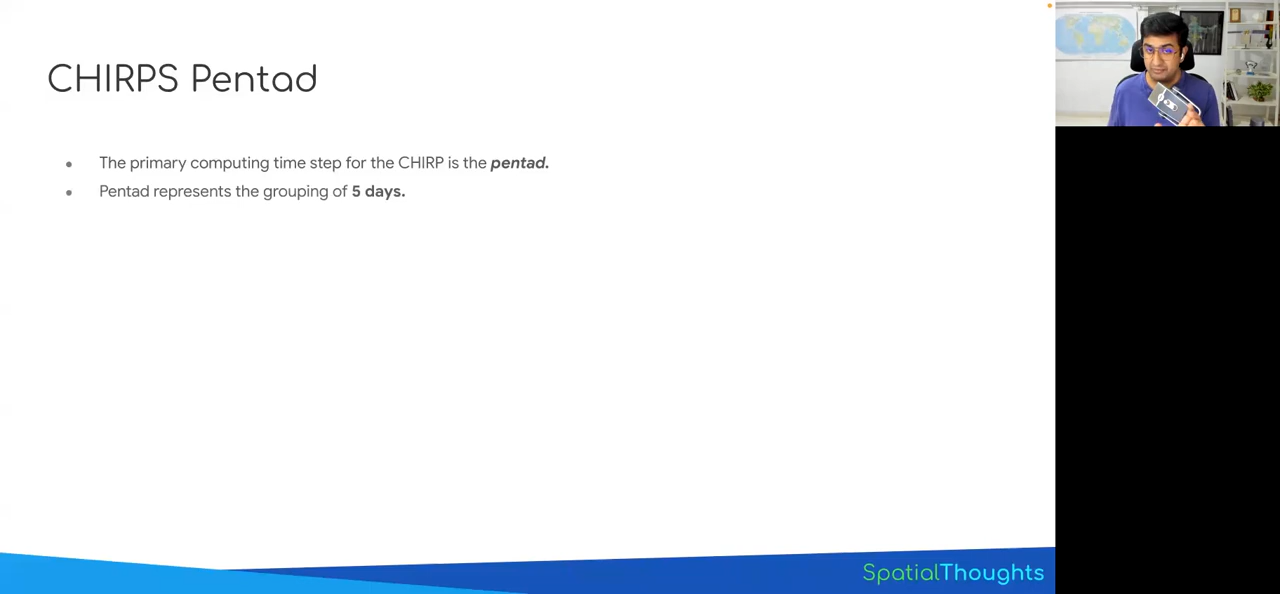 CHIRPS Pentad
The primary computing time step for the CHIRP is the pentad.
Pentad represents the grouping of 5 days.
SpatialThoughts